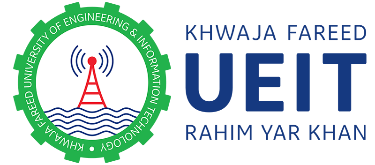 KHWAJA FAREED UNIVERSITY OF ENGINEERING & INFORMATION TECHNOLOGY
KHWAJA FAREED
UEIT
RAHIM YAR KHAN